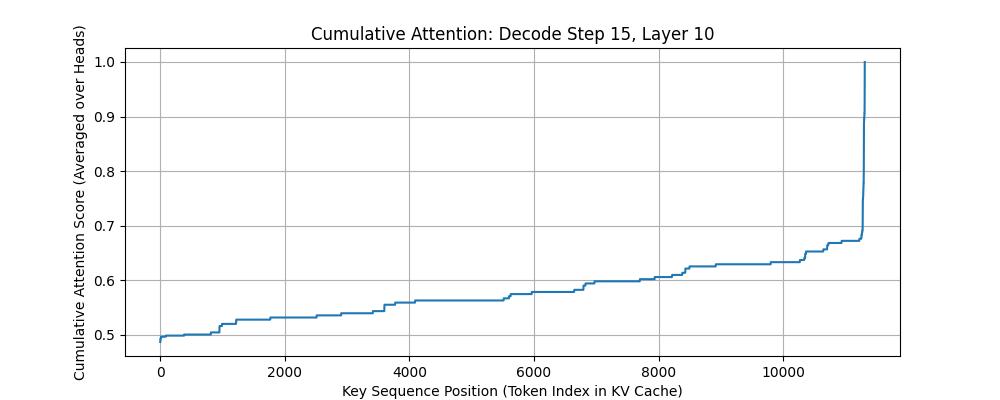 Cumulative Attention: Decode Step 15, Layer 10
Cumulative Attention Score (Averaged over Heads)
1.0
0.9
0.8
0.7
0.6
0.5
0 2000 4000 6000 8000 10000
Key Sequence Position (Token Index in KV Cache)